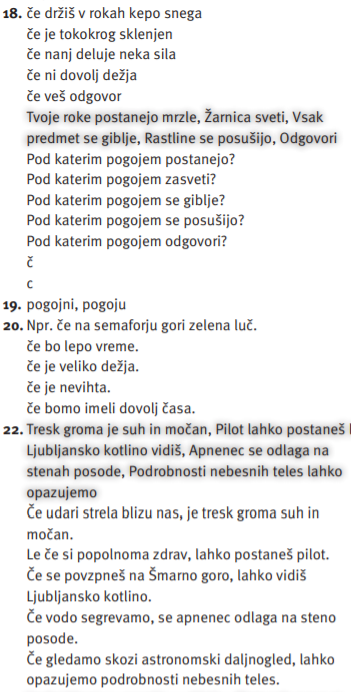 18. če držiš v rokah kepo snega
če je tokokrog sklenjen
če nanj deluje neka sila
če ni dovolj dežja
če veš odgovor
Tvoje roke postanejo mrzle, Žarnica sveti, Vsak
predmet se giblje, Rastline se posušijo, Odgovori
Pod katerim pogojem postanejo?
Pod katerim pogojem zasveti?
Pod katerim pogojem se giblje?
Pod katerim pogojem se posušijo?
Pod katerim pogojem odgovori?
č
c
19. pogojni, pogoju
20. Npr. če na semaforju gori zelena luč.
če bo lepo vreme.
če je veliko dežja.
če je nevihta.
če bomo imeli dovolj časa.
22. Tresk groma je suh in močan, Pilot lahko postaneš
Ljubljansko kotlino vidiš, Apnenec se odlaga na
stenah posode, Podrobnosti nebesnih teles lahko
opazujemo
Če udari strela blizu nas, je tresk groma suh in
močan.
Le če si popolnoma zdrav, lahko postaneš pilot.
Če se povzpneš na Šmarno goro, lahko vidiš
Ljubljansko kotlino.
Če vodo segrevamo, se apnenec odlaga na steno
posode.
Če gledamo skozi astronomski daljnogled, lahko
opazujemo podrobnosti nebesnih teles.